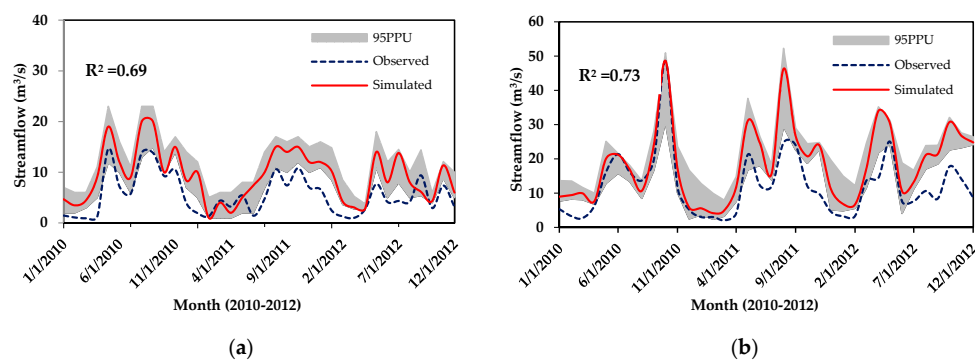 40
30
20
10
0
Streamflow (m³/s)
R² =0.69
95PPU
Observed
Simulated
1/1/2010
6/1/2010
11/1/2010
4/1/2011
9/1/2011
2/1/2012
7/1/2012
12/1/2012
Month (2010-2012)
(a)
60
50
40
30
20
10
0
Streamflow (m³/s)
R² =0.73
95PPU
Observed
Simulated
1/1/2010
6/1/2010
11/1/2010
4/1/2011
9/1/2011
2/1/2012
7/1/2012
12/1/2012
Month (2010-2012)
(b)